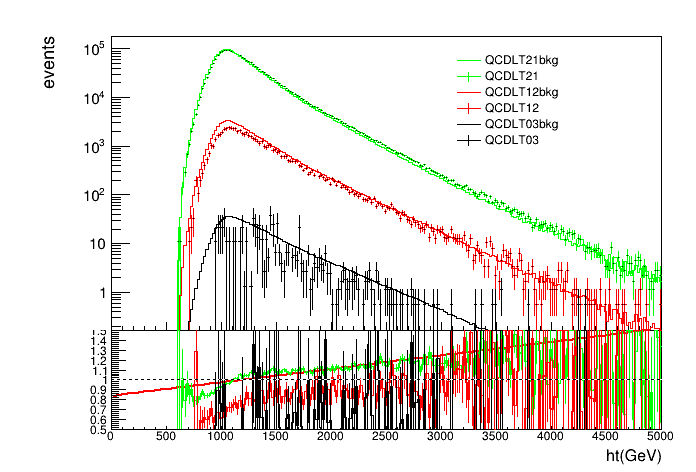 events
10^5
10^4
10^3
10^2
10
1
QCDLT21bkg
QCDLT21
QCDLT12bkg
QCDLT12
QCDLT03bkg
QCDLT03
1.5
1.4
1.3
1.2
1.1
1
0.9
0.8
0.7
0.6
0.5
0 500 1000 1500 2000 2500 3000 3500 4000 4500 5000
ht(GeV)